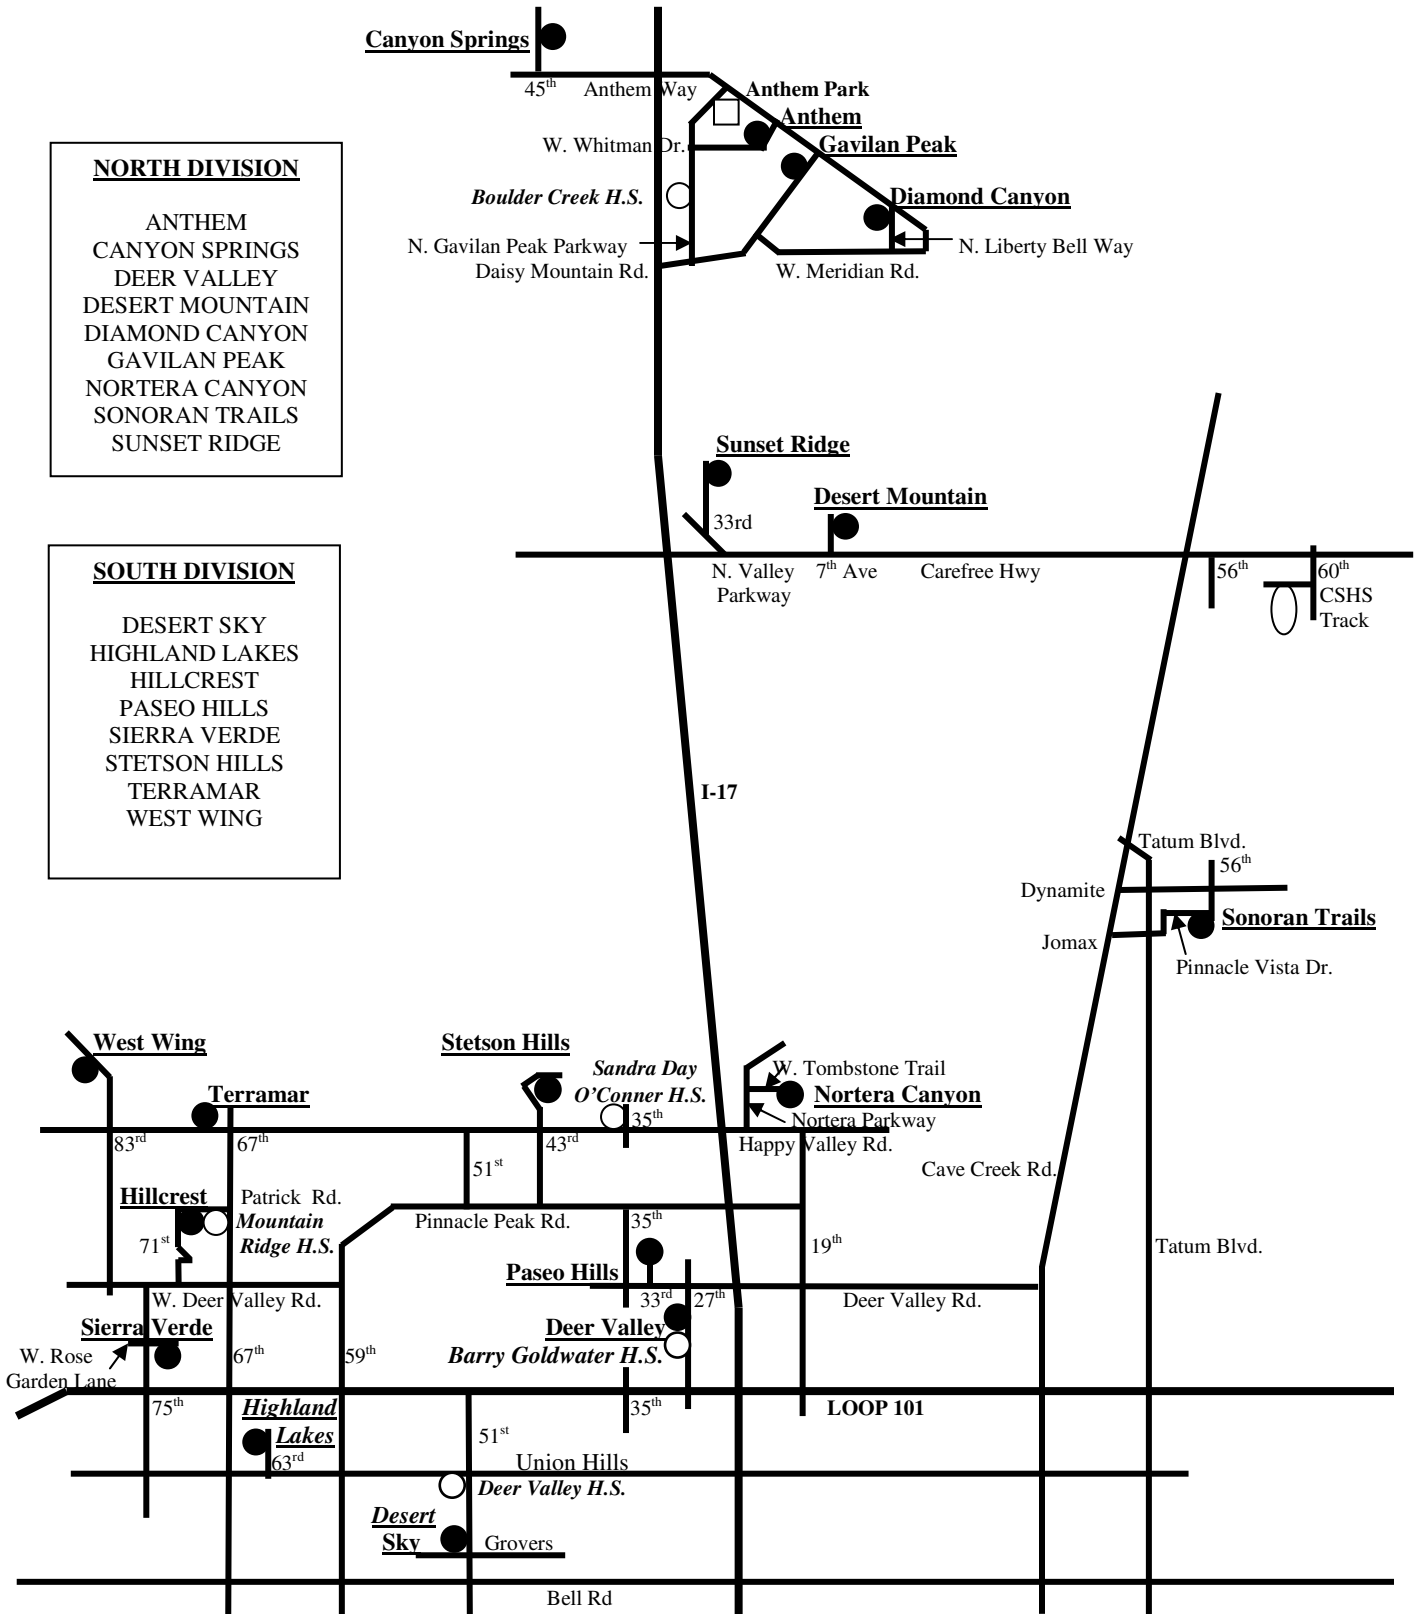 Canyon Springs
45th
Anthem Way
Anthem Park
Anthem
W. Whitman Dr.
Gavilan Peak
Boulder Creek H.S.
Diamond Canyon
N. Gavilan Peak Parkway
N. Liberty Bell Way
Daisy Mountain Rd.
W. Meridian Rd.
NORTH DIVISION
ANTHEM
CANYON SPRINGS
DEER VALLEY
DESERT MOUNTAIN
DIAMOND CANYON
GAVILAN PEAK
NORTERA CANYON
SONORAN TRAILS
SUNSET RIDGE
Sunset Ridge
33rd
Desert Mountain
N. Valley
Parkway
7th Ave
Carefree Hwy
56th
60th
CSHS
Track
SOUTH DIVISION
DESERT SKY
HIGHLAND LAKES
HILLCREST
PASEO HILLS
SIERRA VERDE
STETSON HILLS
TERRAMAR
WEST WING
I-17
Tatum Blvd.
56th
Dynamite
Sonoran Trails
Jomax
Pinnacle Vista Dr.
West Wing
Stetson Hills
Sandra Day
O'Conner H.S.
W. Tombstone Trail
Terramar
Nortera Canyon
35th
Nortera Parkway
83rd
67th
43rd
Happy Valley Rd.
51st
Cave Creek Rd.
Hillcrest
Patrick Rd.
Mountain
Ridge H.S.
Pinnacle Peak Rd.
35th
71st
19th
Tatum Blvd.
Paseo Hills
W. Deer Valley Rd.
33rd
27th
Deer Valley Rd.
Sierra Verde
Deer Valley
W. Rose
Garden Lane
67th
59th
Barry Goldwater H.S.
75th
Highland
Lakes
35th
LOOP 101
51st
63rd
Union Hills
Deer Valley H.S.
Desert
Sky
Grovers
Bell Rd